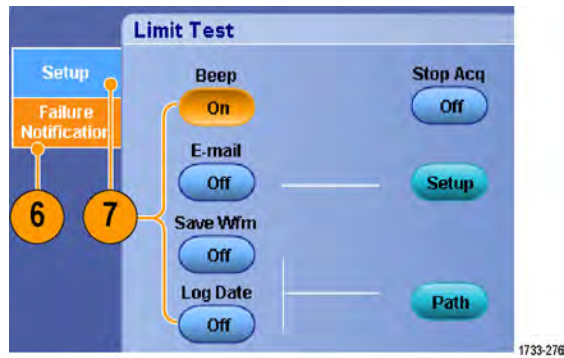 Limit Test
Setup
Failure
Notification
Beep
On
Stop Acq
Off
E-mail
Off
Setup
Save Wfm
Off
Log Date
Off
Path
6
7
1733-276